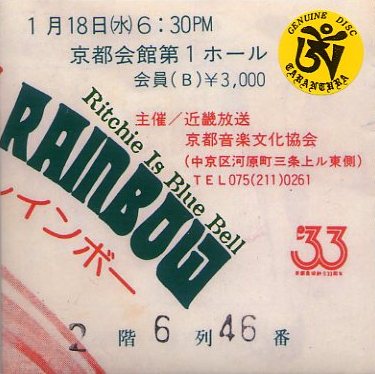 1月18日(水)6：30PM
京都会館第1ホール
会員(B)¥3,000
GENUINE DISC
TARANTURA
主催／近畿放送
京都音楽文化協会
(中京区河原町三条上ル東側)
TEL075(211)0261
Ritchie Is Blue Bell
RAINBOW
レインボー
33
2階6列46番